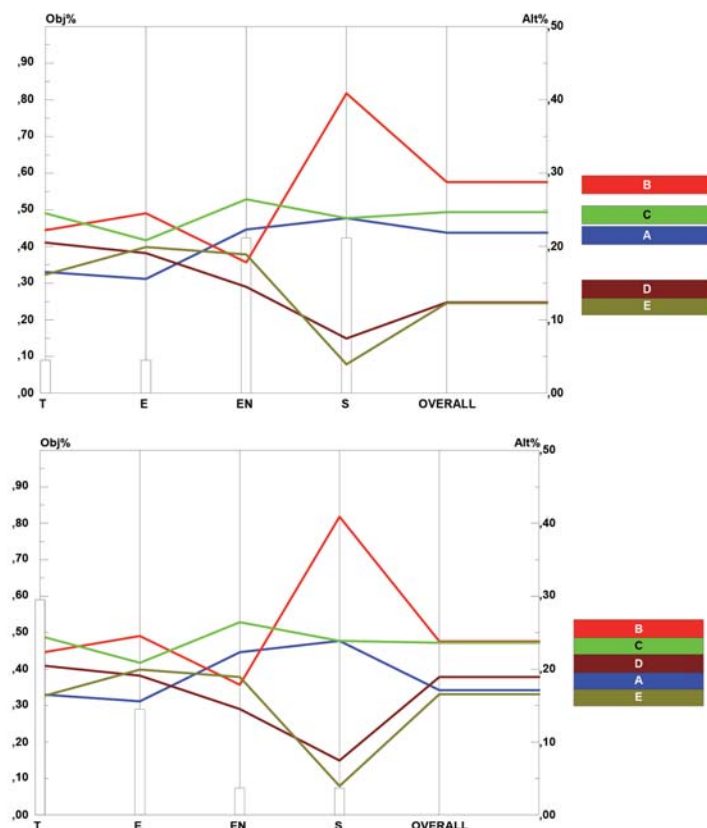 Obj% Alt%
,50
,90
,80 ,40
,70
,60 ,30
B
,50
C
A
,40 ,20
,30
D
,20 ,10
E
,10
,00 ,00
T E EN S OVERALL
Obj% Alt%
,50
,90
,80 ,40
,70
,60 ,30
B
,50
C
D
,40 ,20
A
E
,30
,20 ,10
,10
,00 ,00
T E EN S OVERALL